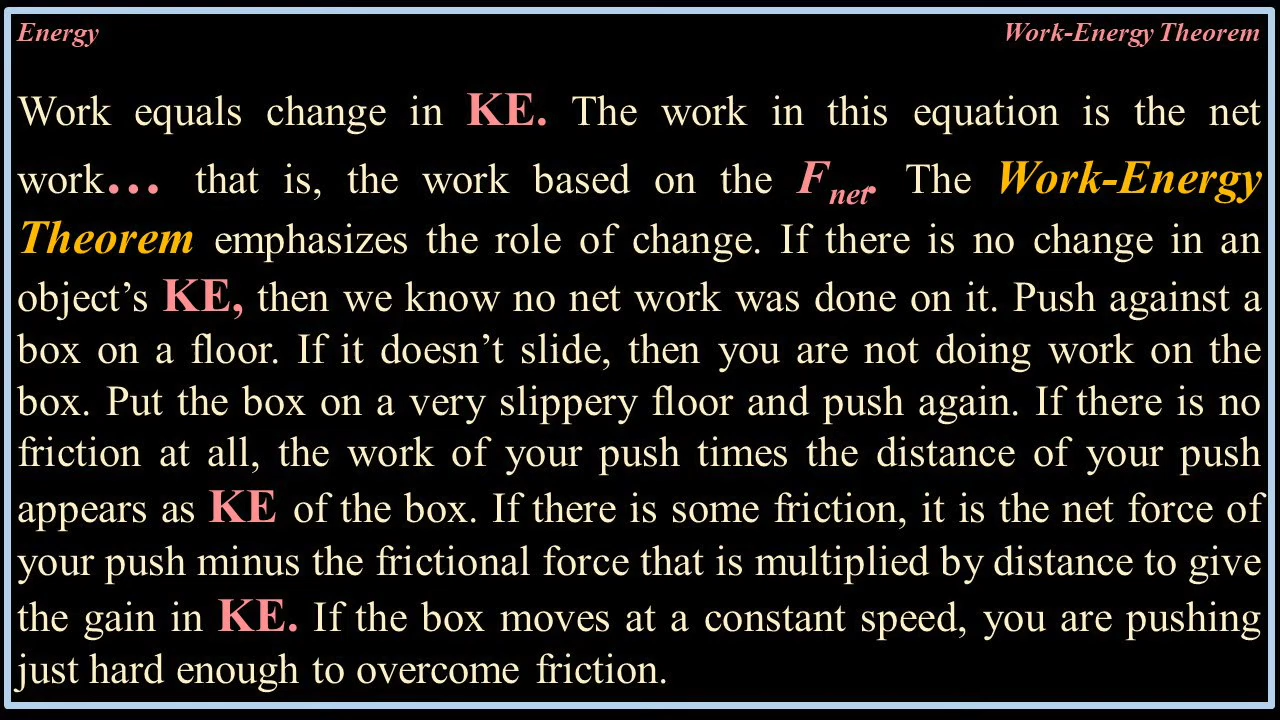 Energy
Work-Energy Theorem
Work equals change in KE. The work in this equation is the net
work… that is, the work based on the Fnet. The Work-Energy
Theorem emphasizes the role of change. If there is no change in an
object’s KE, then we know no net work was done on it. Push against a
box on a floor. If it doesn’t slide, then you are not doing work on the
box. Put the box on a very slippery floor and push again. If there is no
friction at all, the work of your push times the distance of your push
appears as KE of the box. If there is some friction, it is the net force of
your push minus the frictional force that is multiplied by distance to give
the gain in KE. If the box moves at a constant speed, you are pushing
just hard enough to overcome friction.